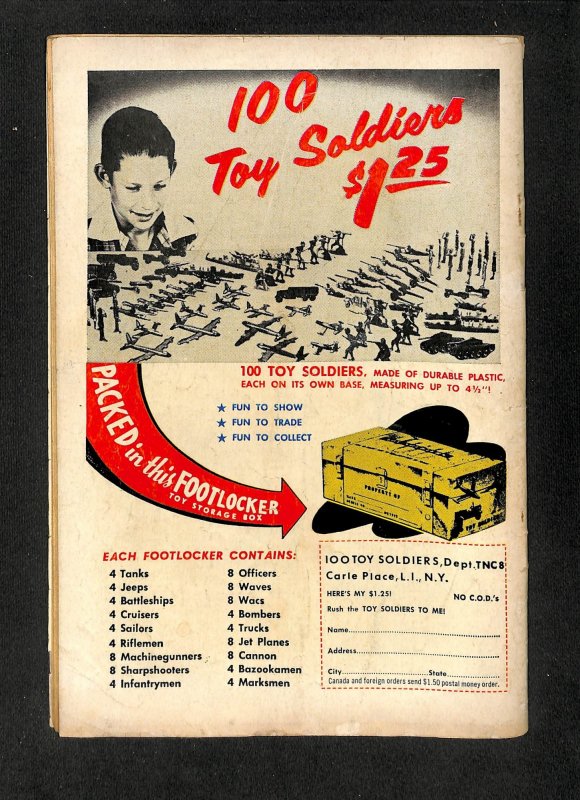 100
Toy Soldiers
$1.25
100 TOY SOLDIERS, MADE OF DURABLE PLASTIC,
EACH ON ITS OWN BASE, MEASURING UP TO 4½"!
★ FUN TO SHOW
★ FUN TO TRADE
★ FUN TO COLLECT
PACKED in this FOOTLOCKER
TOY STORAGE BOX
PROPERTY OF
EACH FOOTLOCKER CONTAINS:
4 Tanks
4 Jeeps
4 Battleships
4 Cruisers
4 Sailors
4 Riflemen
8 Machinegunners
8 Sharpshooters
4 Infantrymen
8 Officers
8 Waves
8 Wacs
4 Bombers
4 Trucks
8 Jet Planes
8 Cannon
4 Bazookamen
4 Marksmen
100 TOY SOLDIERS, Dept. TNC8
Carle Place, L.I., N.Y.
HERE'S MY $1.25! NO C.O.D.'s
Rush the TOY SOLDIERS TO ME!
Name
Address
City State
Canada and foreign orders send $1.50 postal money order.